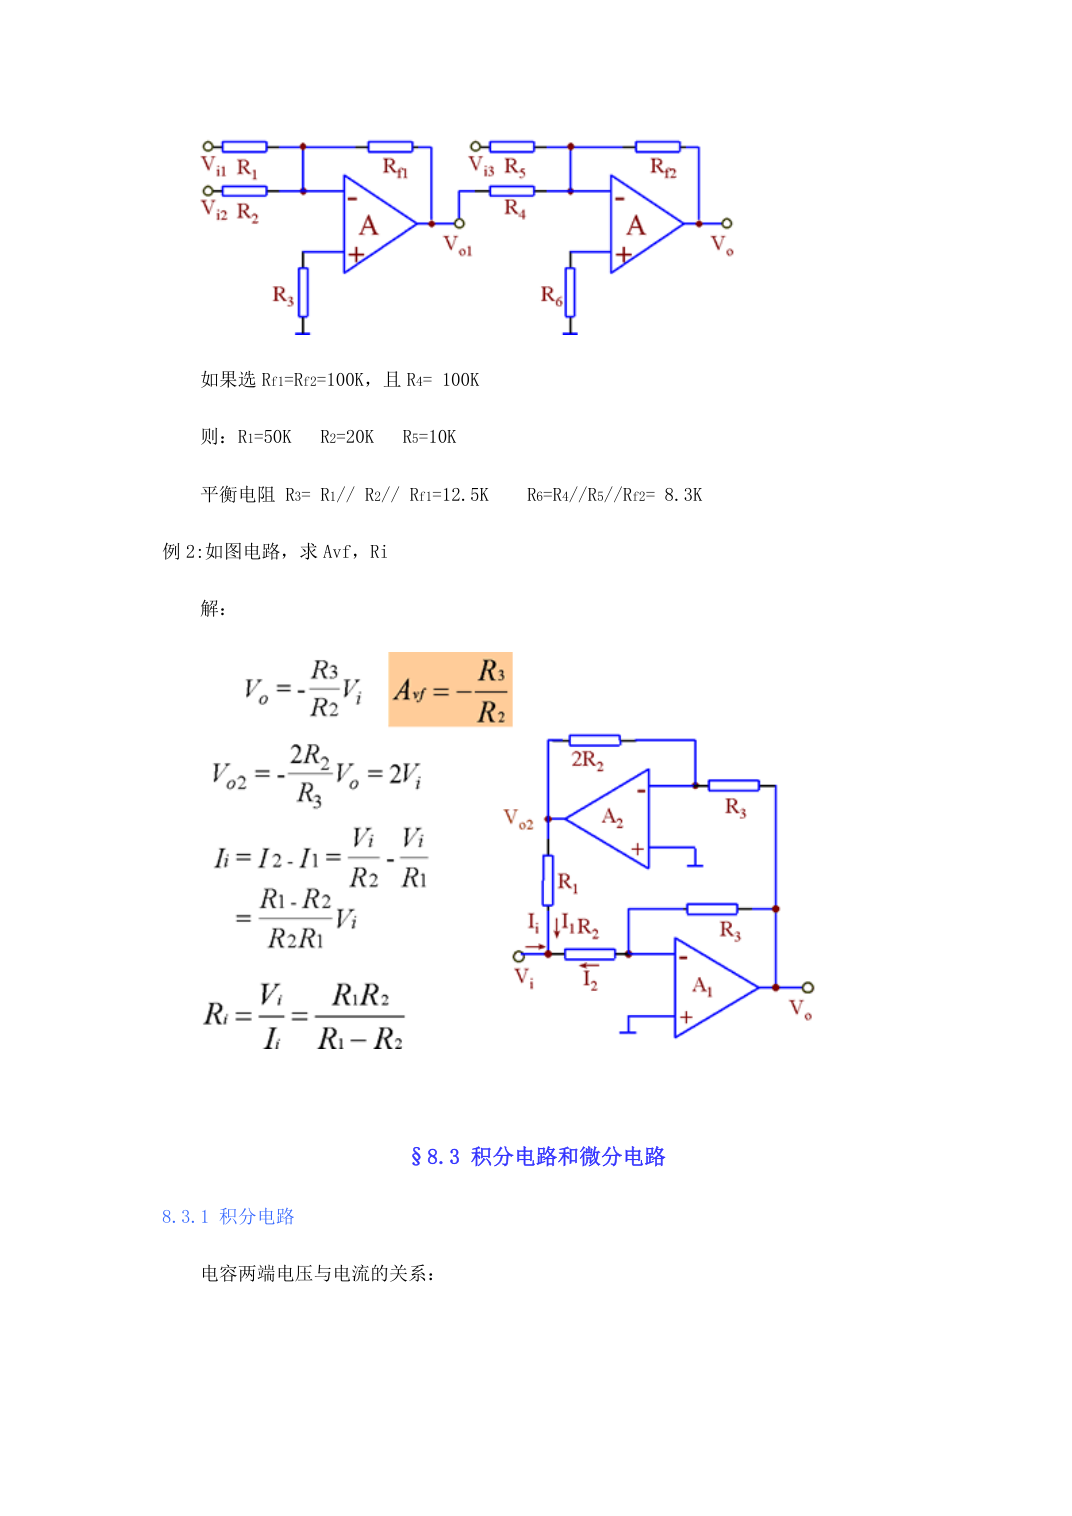 Vi1 R1 Rf1 Vi3 R5 Rf2
Vi2 R2 R4
- A - A
+ Vo1 + Vo
R3 R6
如果选 Rf1=Rf2=100K，且 R4= 100K
则：R1=50K R2=20K R5=10K
平衡电阻 R3= R1// R2// Rf1=12.5K R6=R4//R5//Rf2= 8.3K
例 2:如图电路，求 Avf，Ri
解：
Vo = - R3/R2 Vi Avf = - R3/R2
Vo2 = - 2R2/R3 Vo = 2Vi
Ii = I2 - I1 = Vi/R2 - Vi/R1
= R1 - R2/R2R1 Vi
Ri = Vi/Ii = R1R2/R1 - R2
2R2
- R3
Vo2 A2
+
R1
Ii I1 R2 R3
Vi I2 - A1
+ Vo
§8.3 积分电路和微分电路
8.3.1 积分电路
电容两端电压与电流的关系：